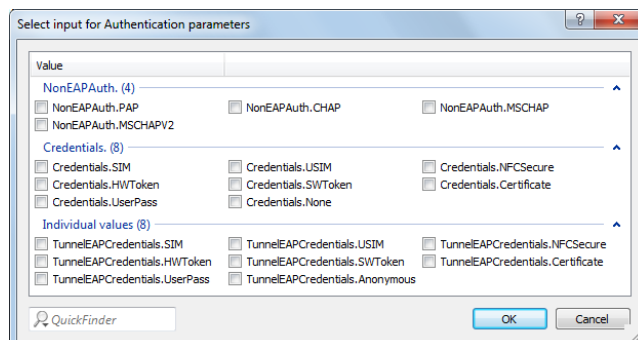 Select input for Authentication parameters
Value
NonEAPAuth. (4)
NonEAPAuth.PAP NonEAPAuth.CHAP NonEAPAuth.MSCHAP
NonEAPAuth.MSCHAPV2
Credentials. (8)
Credentials.SIM Credentials.USIM Credentials.NFCSecure
Credentials.HWToken Credentials.SWToken Credentials.Certificate
Credentials.UserPass Credentials.None
Individual values (8)
TunnelEAPCredentials.SIM TunnelEAPCredentials.USIM TunnelEAPCredentials.NFCSecure
TunnelEAPCredentials.HWToken TunnelEAPCredentials.SWToken TunnelEAPCredentials.Certificate
TunnelEAPCredentials.UserPass TunnelEAPCredentials.Anonymous
QuickFinder OK Cancel